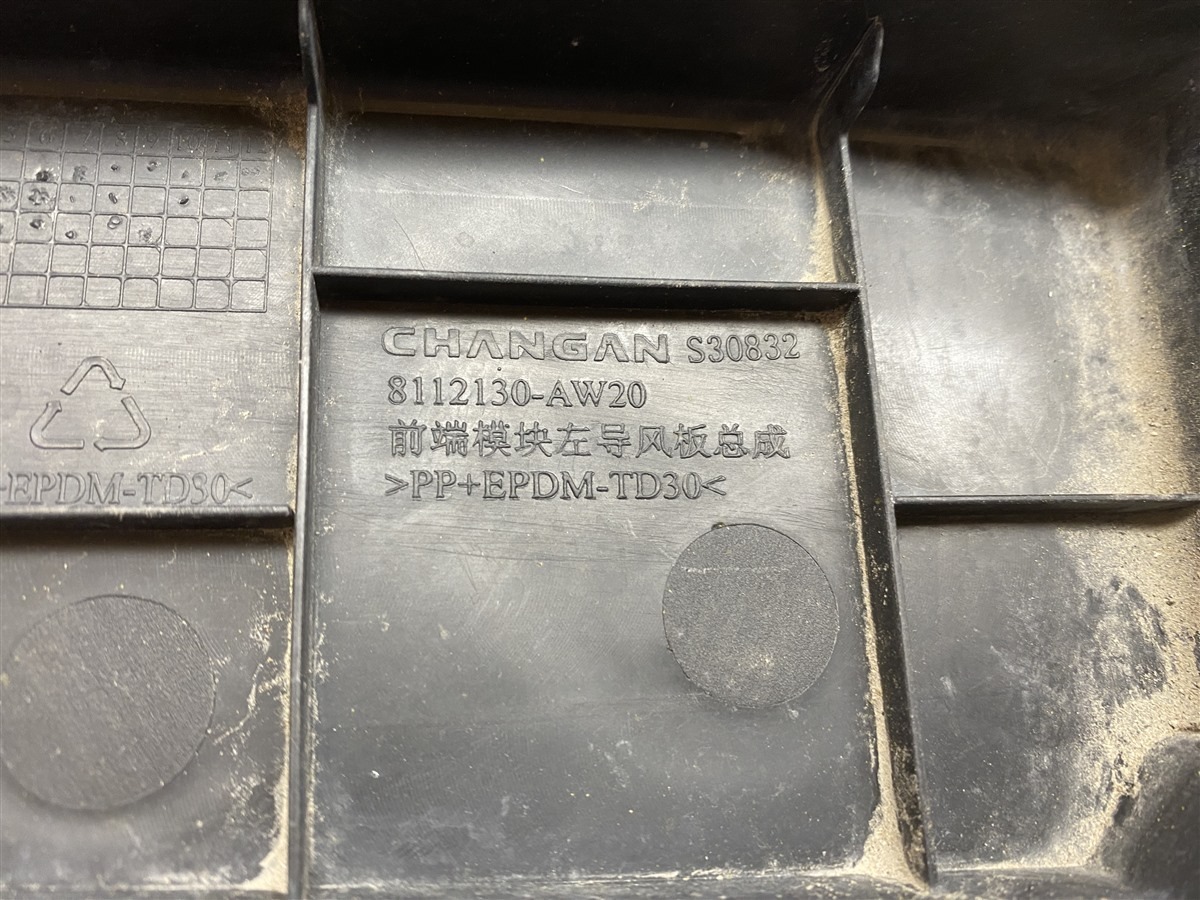 CHANGAN S30832
8112130-AW20
前端模块左导风板总成
>PP+EPDM-TD30<
EPDM-TD30<